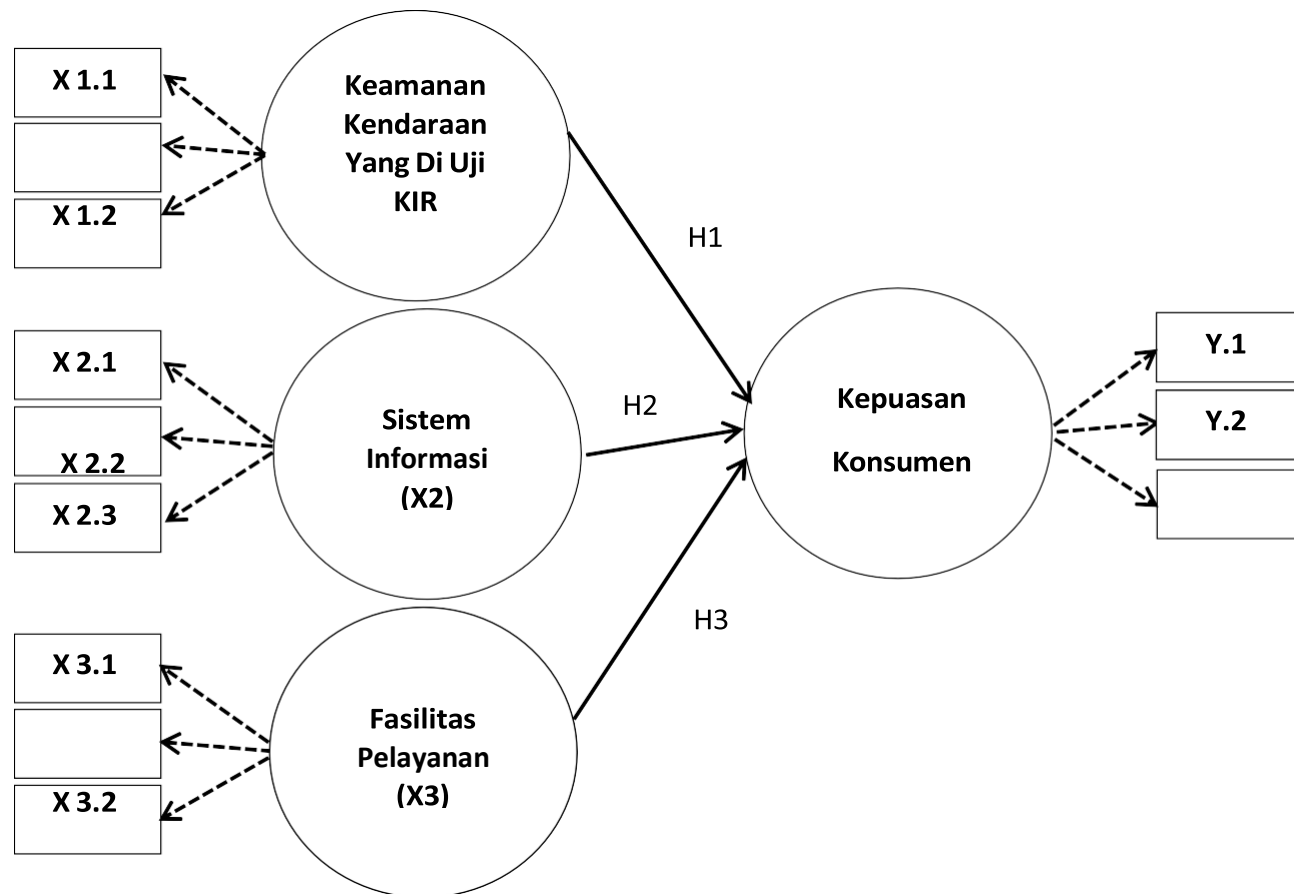 X 1.1
X 1.2
Keamanan
Kendaraan
Yang Di Uji
KIR
H1
X 2.1
X 2.2
X 2.3
Sistem
Informasi
(X2)
H2
Kepuasan
Konsumen
Y.1
Y.2
H3
X 3.1
X 3.2
Fasilitas
Pelayanan
(X3)